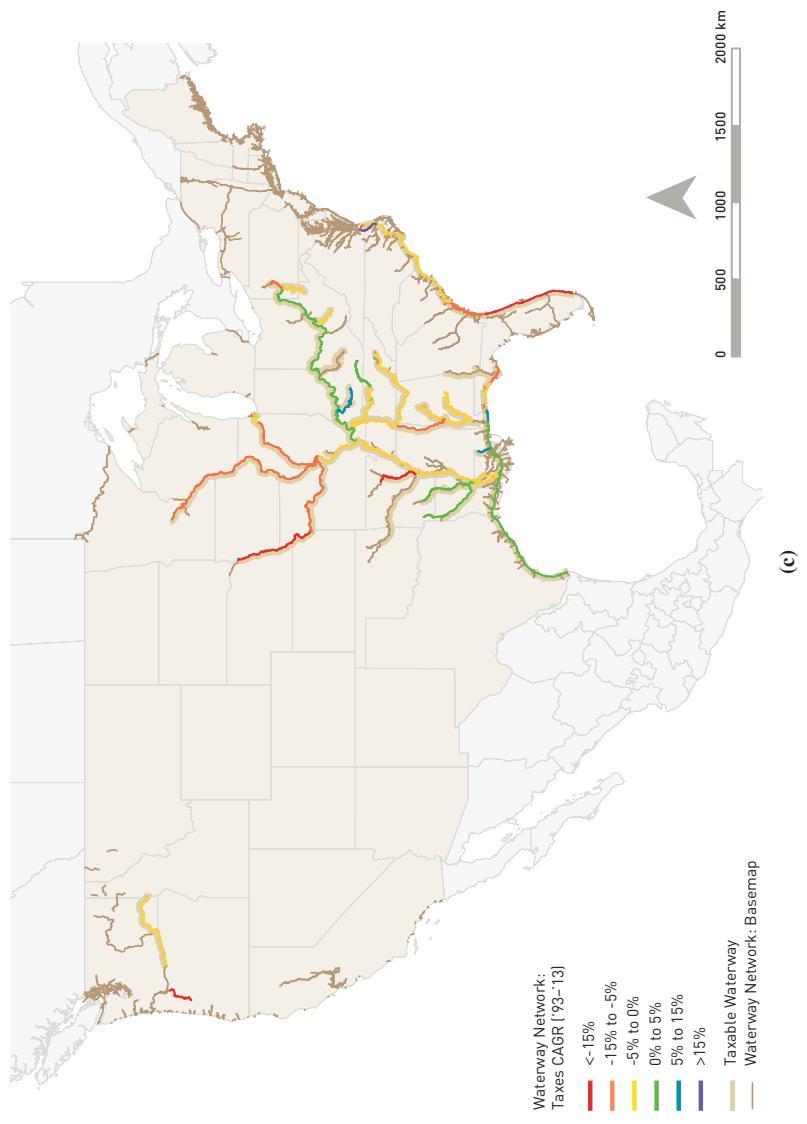 Waterway Network:
Taxes CAGR ('93–'13)
<-15%
-15% to -5%
-5% to 0%
0% to 5%
5% to 15%
>15%
Taxable Waterway
Waterway Network: Basemap
0 500 1000 1500 2000 km
(c)